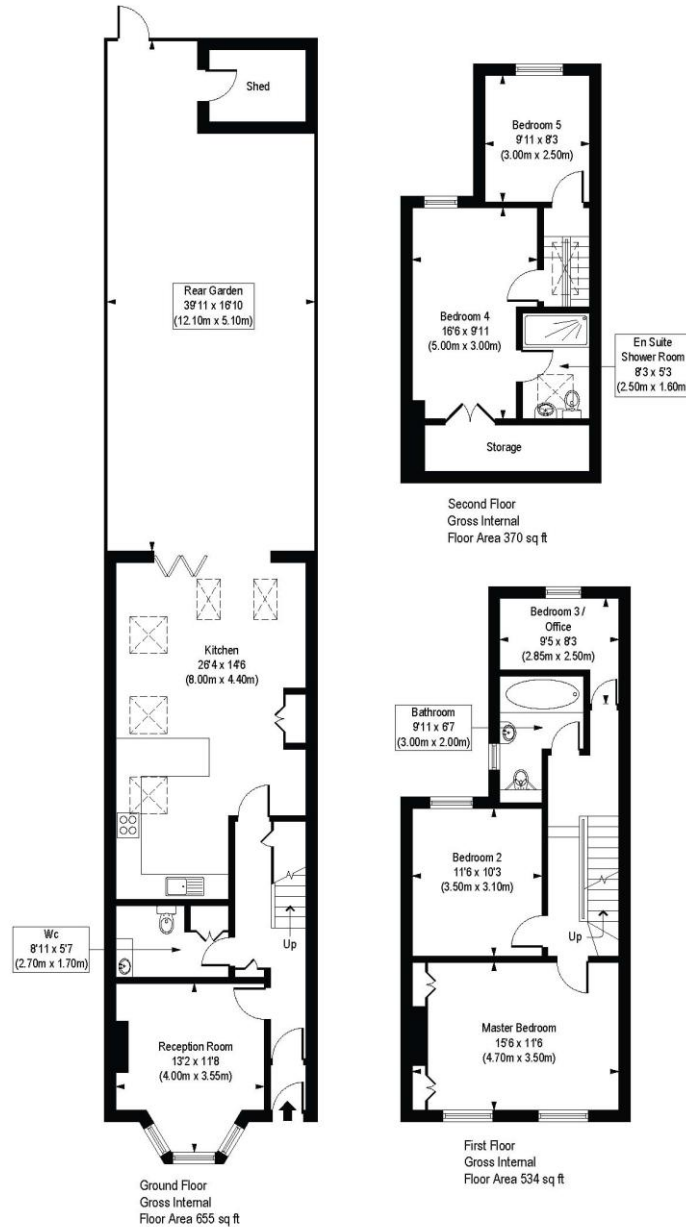 Shed
Rear Garden
39'11 x 16'10
(12.10m x 5.10m)
Kitchen
26'4 x 14'6
(8.00m x 4.40m)
Wc
8'11 x 5'7
(2.70m x 1.70m)
Up
Reception Room
13'2 x 11'8
(4.00m x 3.55m)
Ground Floor
Gross Internal
Floor Area 655 sq ft
Bedroom 5
9'11 x 8'3
(3.00m x 2.50m)
Bedroom 4
16'6 x 9'11
(5.00m x 3.00m)
En Suite
Shower Room
8'3 x 5'3
(2.50m x 1.60m)
Storage
Second Floor
Gross Internal
Floor Area 370 sq ft
Bedroom 3 /
Office
9'5 x 8'3
(2.85m x 2.50m)
Bathroom
9'11 x 6'7
(3.00m x 2.00m)
Bedroom 2
11'6 x 10'3
(3.50m x 3.10m)
Up
Master Bedroom
15'6 x 11'6
(4.70m x 3.50m)
First Floor
Gross Internal
Floor Area 534 sq ft